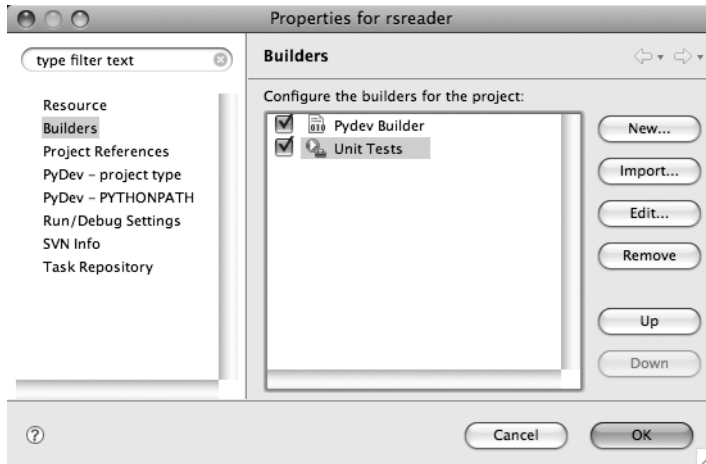 Properties for rsreader
type filter text
Resource
Builders
Project References
PyDev – project type
PyDev – PYTHONPATH
Run/Debug Settings
SVN Info
Task Repository
Builders
Configure the builders for the project:
010 Pydev Builder
Unit Tests
New...
Import...
Edit...
Remove
Up
Down
?
Cancel
OK